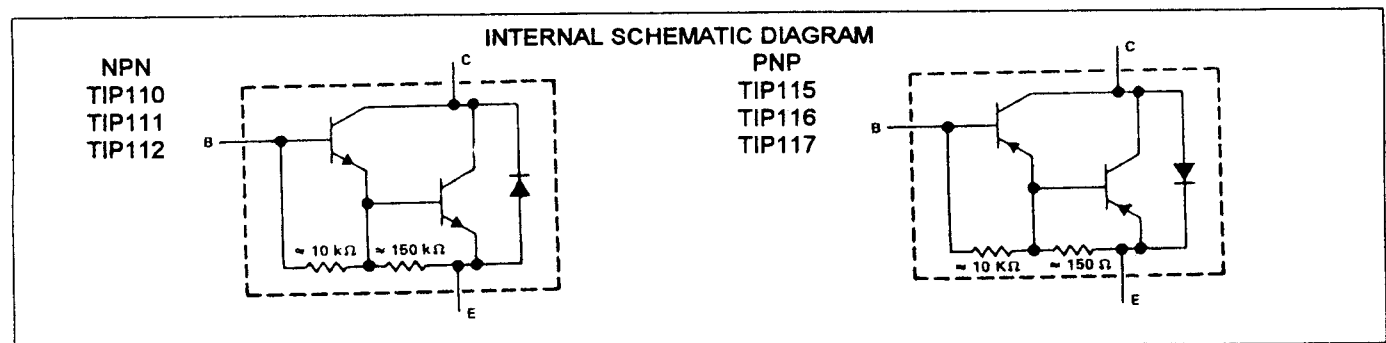 INTERNAL SCHEMATIC DIAGRAM
NPN
TIP110
TIP111
TIP112
C
B
≈ 10 kΩ ≈ 150 kΩ
E
PNP
TIP115
TIP116
TIP117
C
B
≈ 10 KΩ ≈ 150 Ω
E